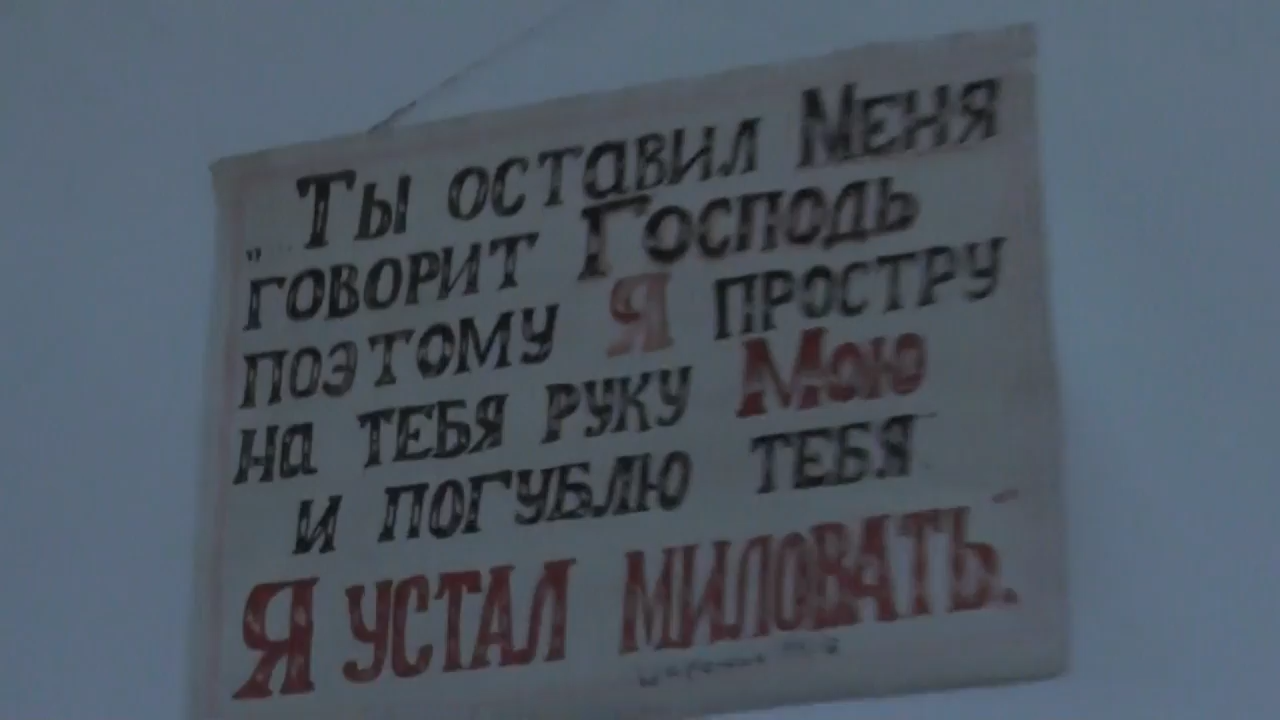 „ Ты оставил Меня
говорит Господь
поэтому Я простру
на тебя руку Мою
и погублю тебя
Я УСТАЛ МИЛОВАТЬ."